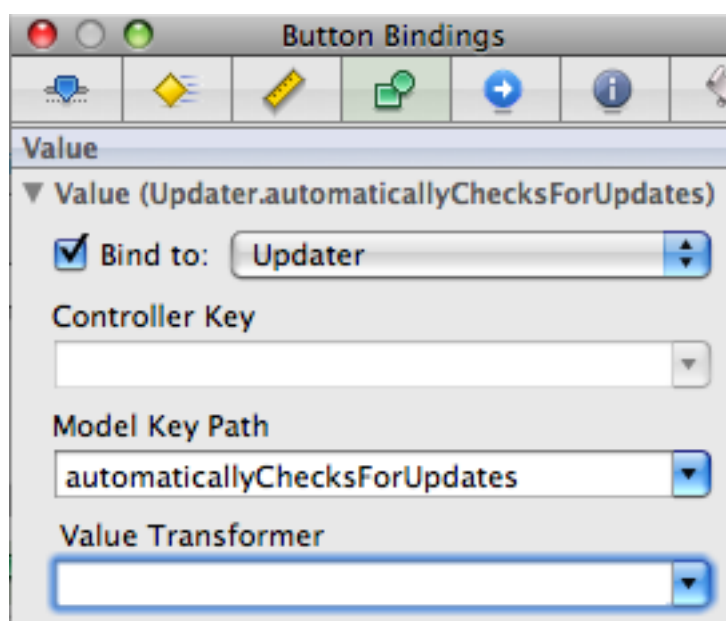 Button Bindings
Value
Value (Updater.automaticallyChecksForUpdates)
Bind to: Updater
Controller Key
Model Key Path
automaticallyChecksForUpdates
Value Transformer